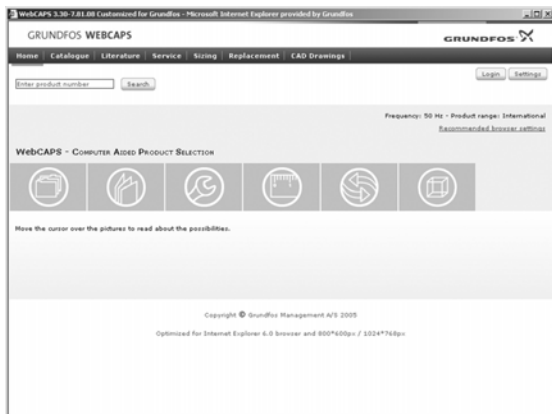 WebCAPS 3.30-7.01.08 Customized for Grundfos - Microsoft Internet Explorer provided by Grundfos
GRUNDFOS WEBCAPS
GRUNDFOS
Home Catalogue Literature Service Sizing Replacement CAD Drawings
Login Settings
Enter product number Search
Frequency: 50 Hz - Product range: International
Recommended browser settings
WebCAPS - Computer Aided Product Selection
Move the cursor over the pictures to read about the possibilities.
Copyright © Grundfos Management A/S 2005
Optimized for Internet Explorer 6.0 browser and 800*600px / 1024*768px